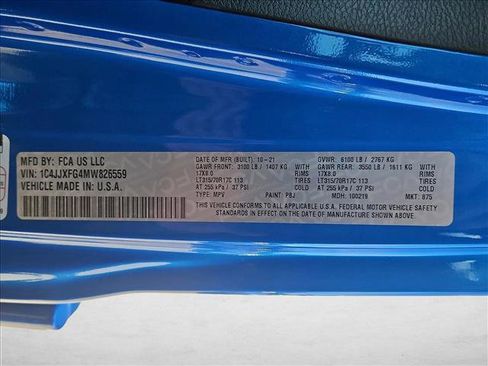 MFD BY: FCA US LLC
VIN: 1C4JJXFG4MW826559
VEHICLE MADE IN: U.S.A.
DATE OF MFR (BUILT): 10-21
GVWR: 6100 LB / 2767 KG
GAWR FRONT: 3100 LB / 1407 KG WITH
GAWR REAR: 3550 LB / 1611 KG WITH
17X8.0 RIMS
17X8.0 RIMS
LT315/70R17C 113 TIRES
LT315/70R17C 113 TIRES
AT 255 kPa / 37 PSI COLD
AT 255 kPa / 37 PSI COLD
TYPE: MPV PAINT: PBJ MDH: 100219 MKT: 875
THIS VEHICLE CONFORMS TO ALL APPLICABLE U.S.A. FEDERAL MOTOR VEHICLE SAFETY
STANDARDS IN EFFECT ON THE DATE OF MANUFACTURE SHOWN ABOVE